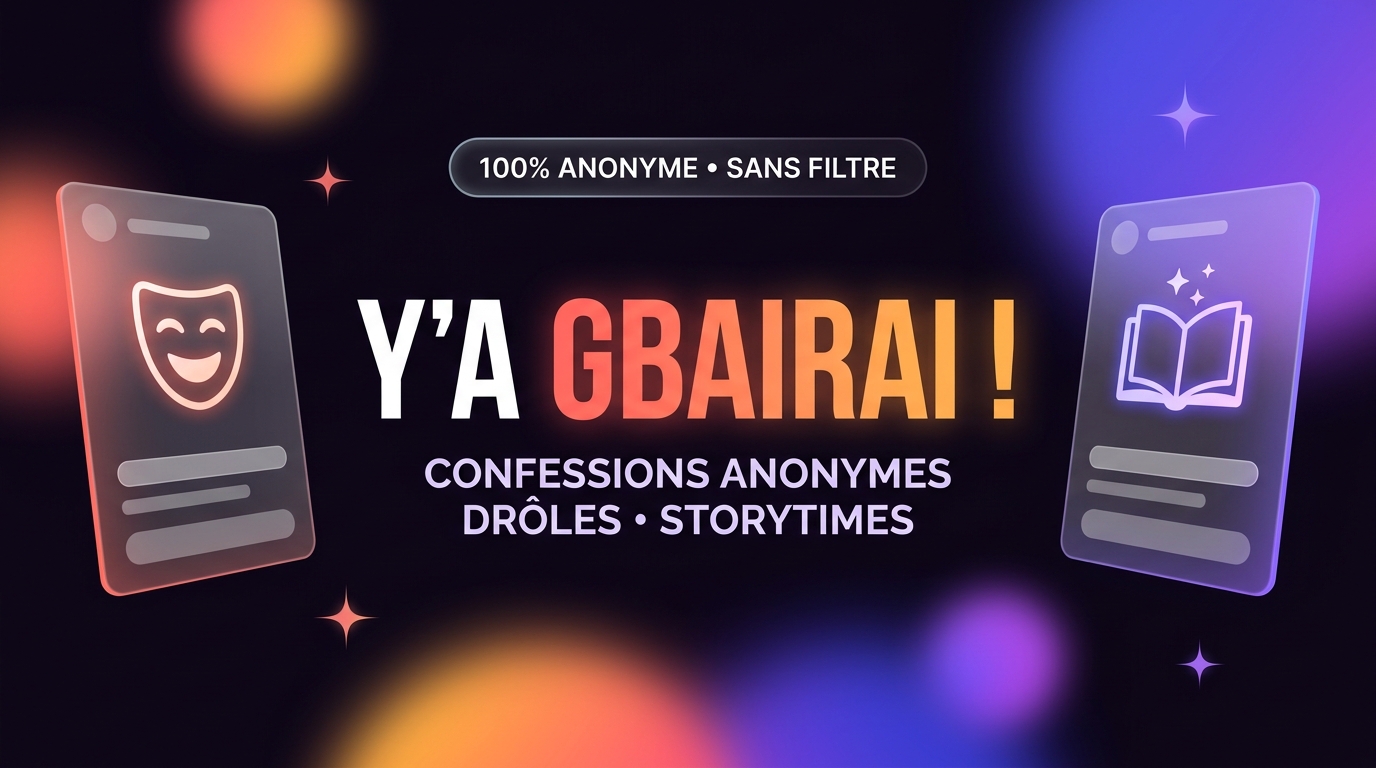 100% ANONYME • SANS FILTRE
Y’A GBAIRAI !
CONFESSIONS ANONYMES
DRÔLES • STORYTIMES